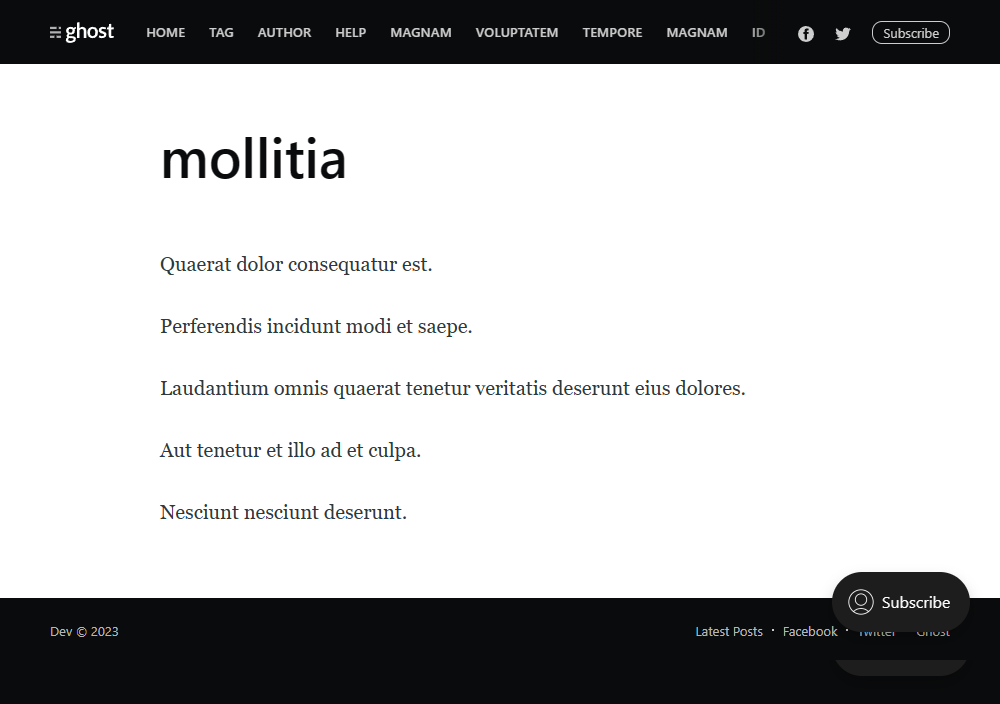 ghost HOME TAG AUTHOR HELP MAGNAM VOLUPTATEM TEMPORE MAGNAM ID Subscribe
mollitia
Quaerat dolor consequatur est.
Perferendis incidunt modi et saepe.
Laudantium omnis quaerat tenetur veritatis deserunt eius dolores.
Aut tenetur et illo ad et culpa.
Nesciunt nesciunt deserunt.
Subscribe
Dev © 2023 Latest Posts · Facebook · Twitter Ghost